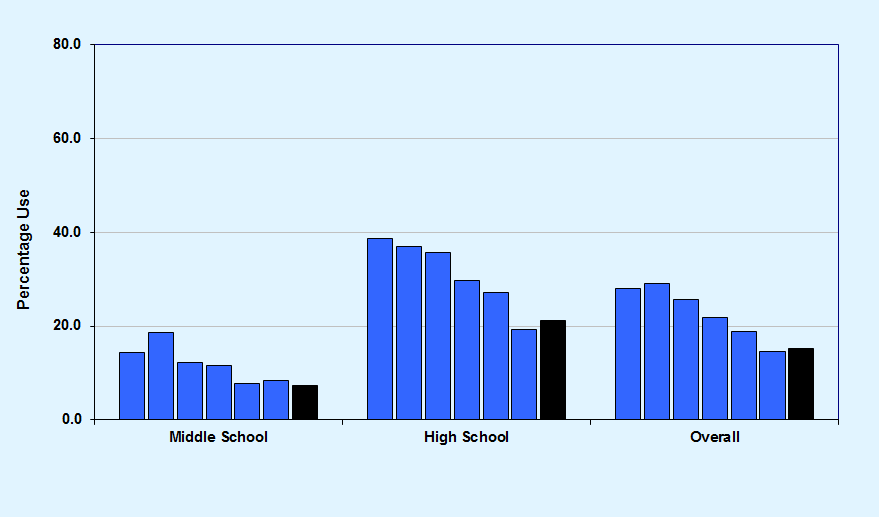 80.0
60.0
40.0
20.0
0.0
Percentage Use
Middle School
High School
Overall